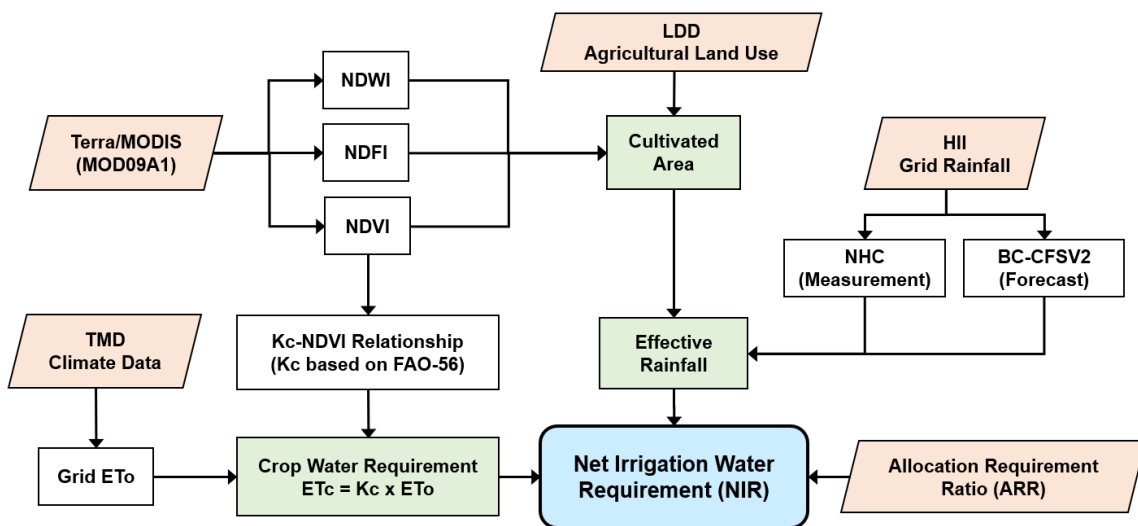 LDD
Agricultural Land Use
NDWI
Terra/MODIS
(MOD09A1)
NDFI
Cultivated
Area
HII
Grid Rainfall
NDVI
NHC
(Measurement)
BC-CFSV2
(Forecast)
TMD
Climate Data
Kc-NDVI Relationship
(Kc based on FAO-56)
Effective
Rainfall
Grid ETo
Crop Water Requirement
ETc = Kc x ETo
Net Irrigation Water
Requirement (NIR)
Allocation Requirement
Ratio (ARR)